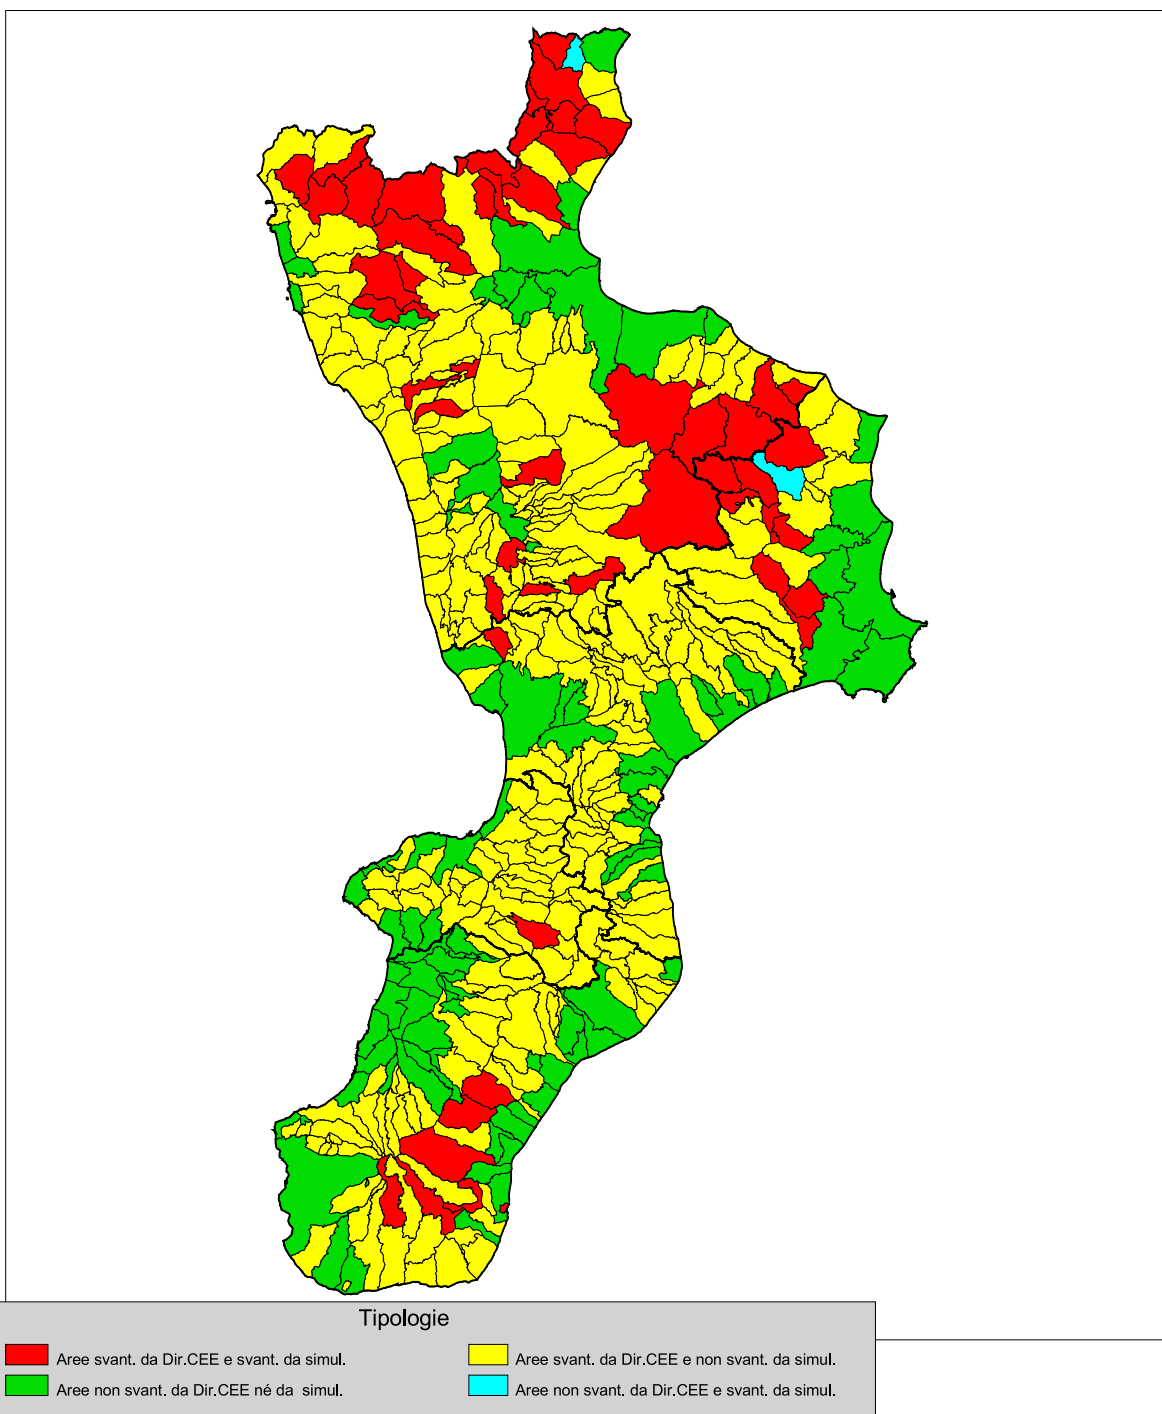 Tipologie
Aree svant. da Dir.CEE e svant. da simul.
Aree svant. da Dir.CEE e non svant. da simul.
Aree non svant. da Dir.CEE né da simul.
Aree non svant. da Dir.CEE e svant. da simul.